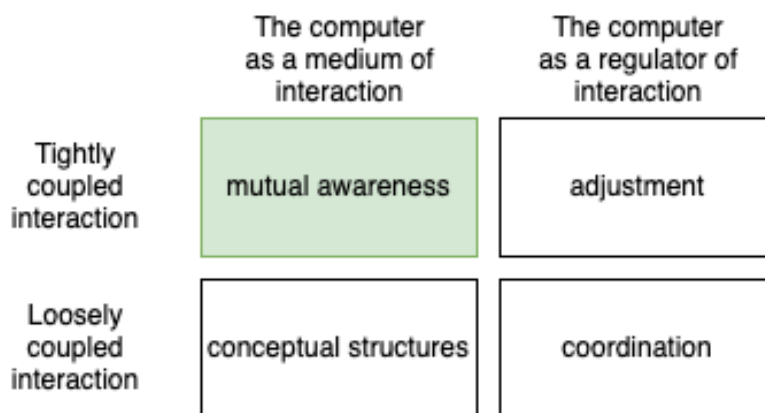 The computer
as a medium of
interaction
The computer
as a regulator of
interaction
Tightly
coupled
interaction
mutual awareness
adjustment
Loosely
coupled
interaction
conceptual structures
coordination